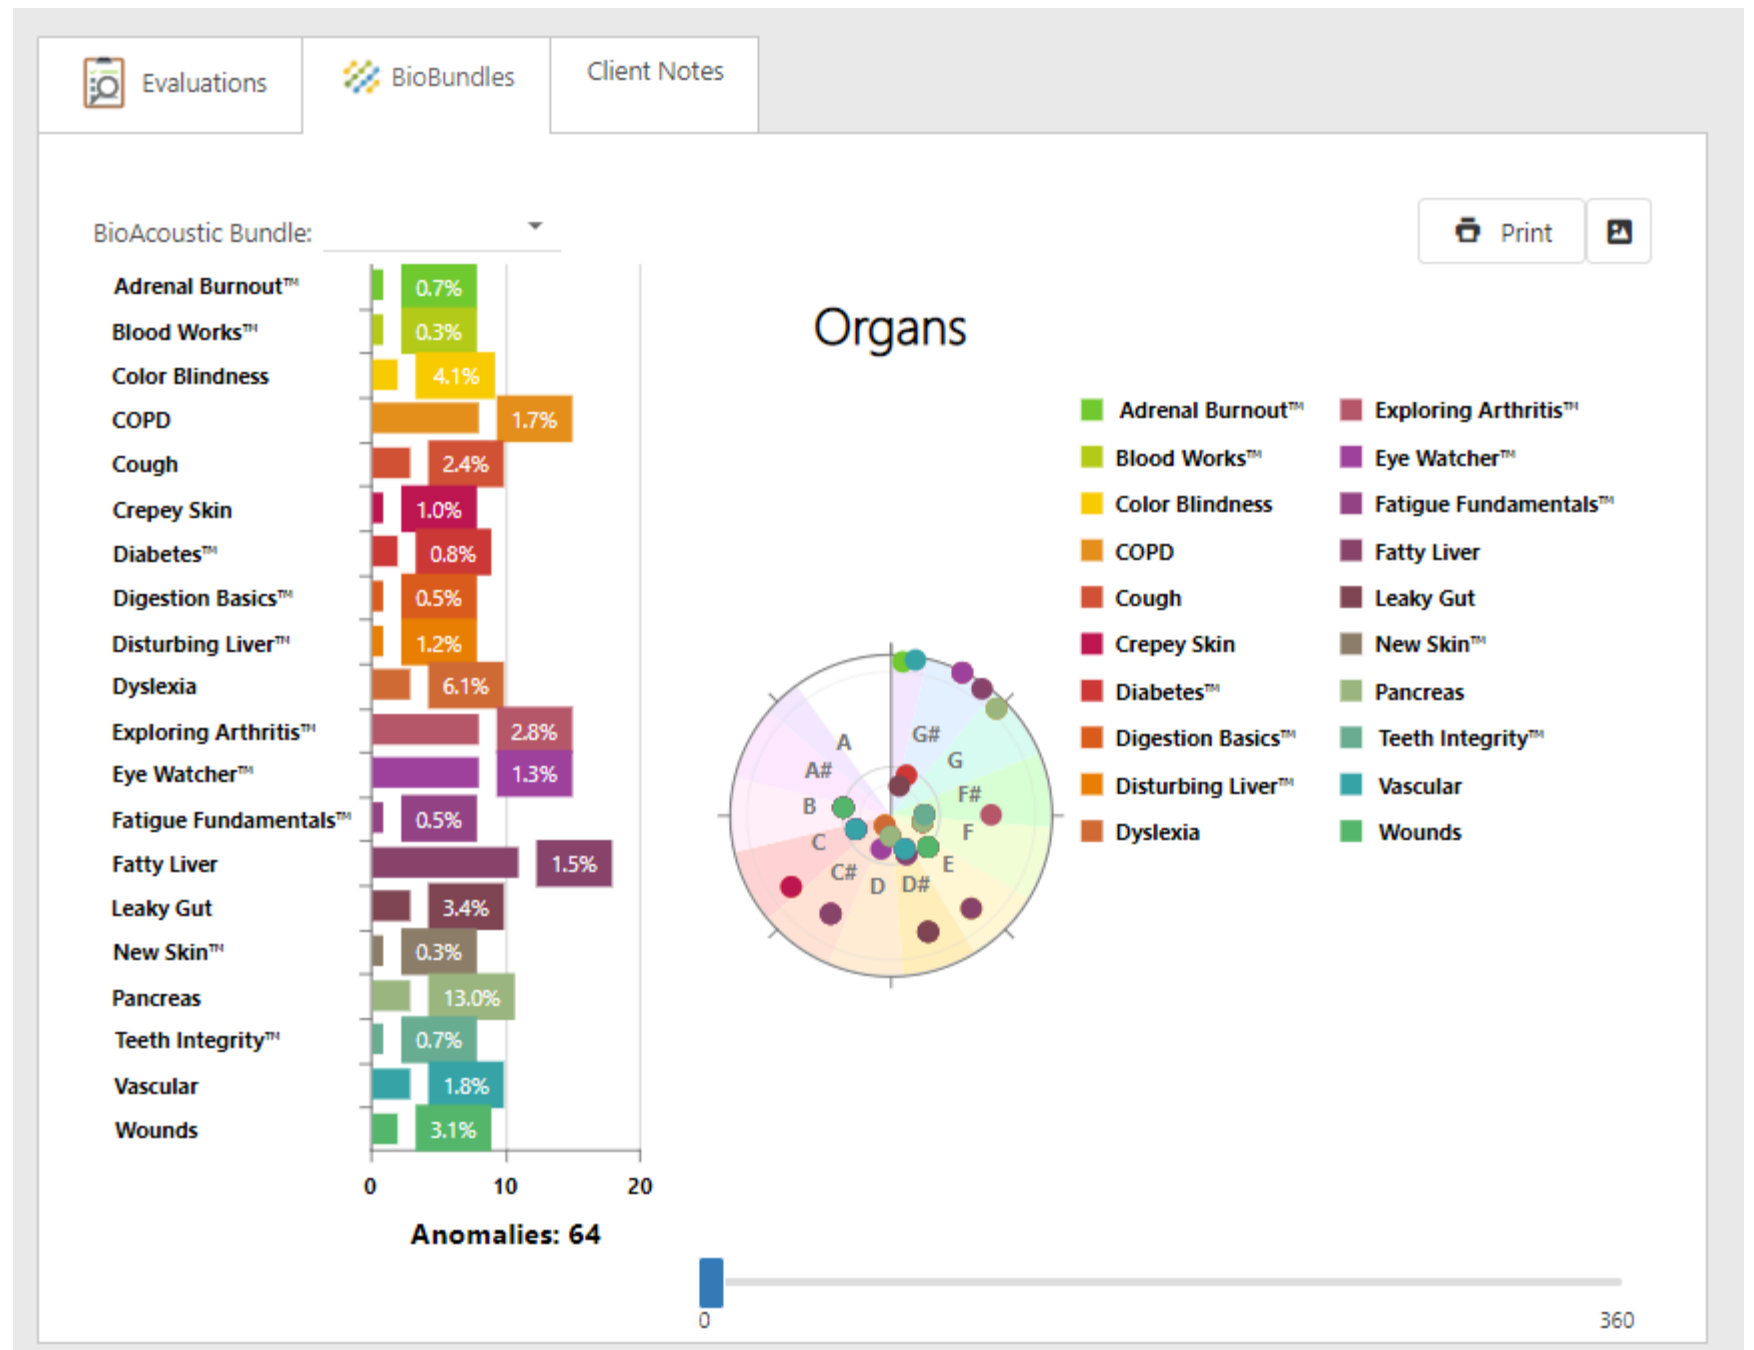 Evaluations
BioBundles
Client Notes
BioAcoustic Bundle:
Print
Adrenal Burnout™ 0.7%
Blood Works™ 0.3%
Color Blindness 4.1%
COPD 1.7%
Cough 2.4%
Crepey Skin 1.0%
Diabetes™ 0.8%
Digestion Basics™ 0.5%
Disturbing Liver™ 1.2%
Dyslexia 6.1%
Exploring Arthritis™ 2.8%
Eye Watcher™ 1.3%
Fatigue Fundamentals™ 0.5%
Fatty Liver 1.5%
Leaky Gut 3.4%
New Skin™ 0.3%
Pancreas 13.0%
Teeth Integrity™ 0.7%
Vascular 1.8%
Wounds 3.1%
0 10 20
Anomalies: 64
Organs
A
G#
A#
G
B
F#
C
F
C#
E
D
D#
Adrenal Burnout™
Blood Works™
Color Blindness
COPD
Cough
Crepey Skin
Diabetes™
Digestion Basics™
Disturbing Liver™
Dyslexia
Exploring Arthritis™
Eye Watcher™
Fatigue Fundamentals™
Fatty Liver
Leaky Gut
New Skin™
Pancreas
Teeth Integrity™
Vascular
Wounds
0 360